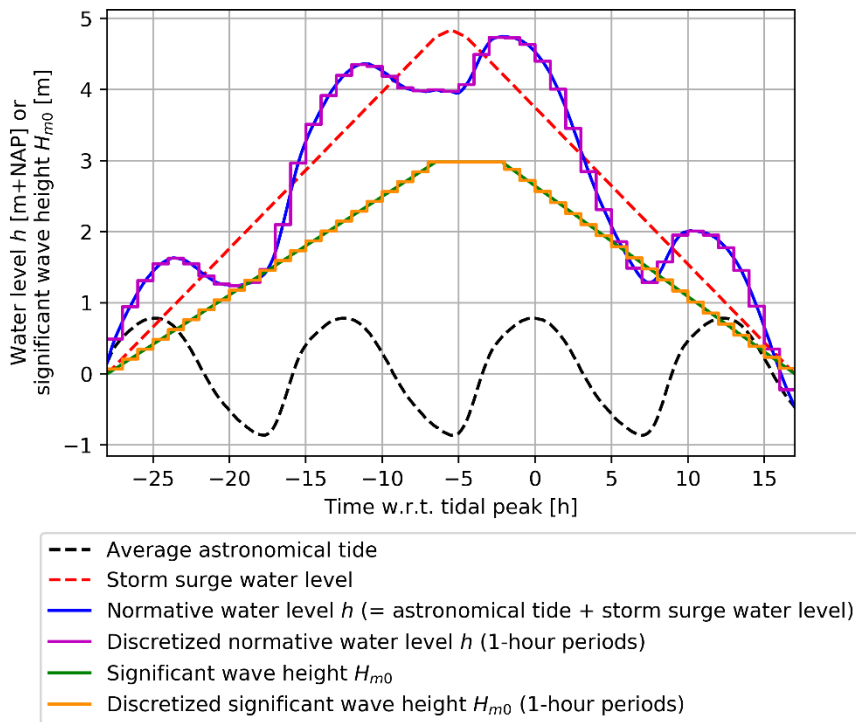 Water level h [m+NAP] or
significant wave height Hm0 [m]
5
4
3
2
1
0
−1
−25 −20 −15 −10 −5 0 5 10 15
Time w.r.t. tidal peak [h]
Average astronomical tide
Storm surge water level
Normative water level h (= astronomical tide + storm surge water level)
Discretized normative water level h (1-hour periods)
Significant wave height Hm0
Discretized significant wave height Hm0 (1-hour periods)